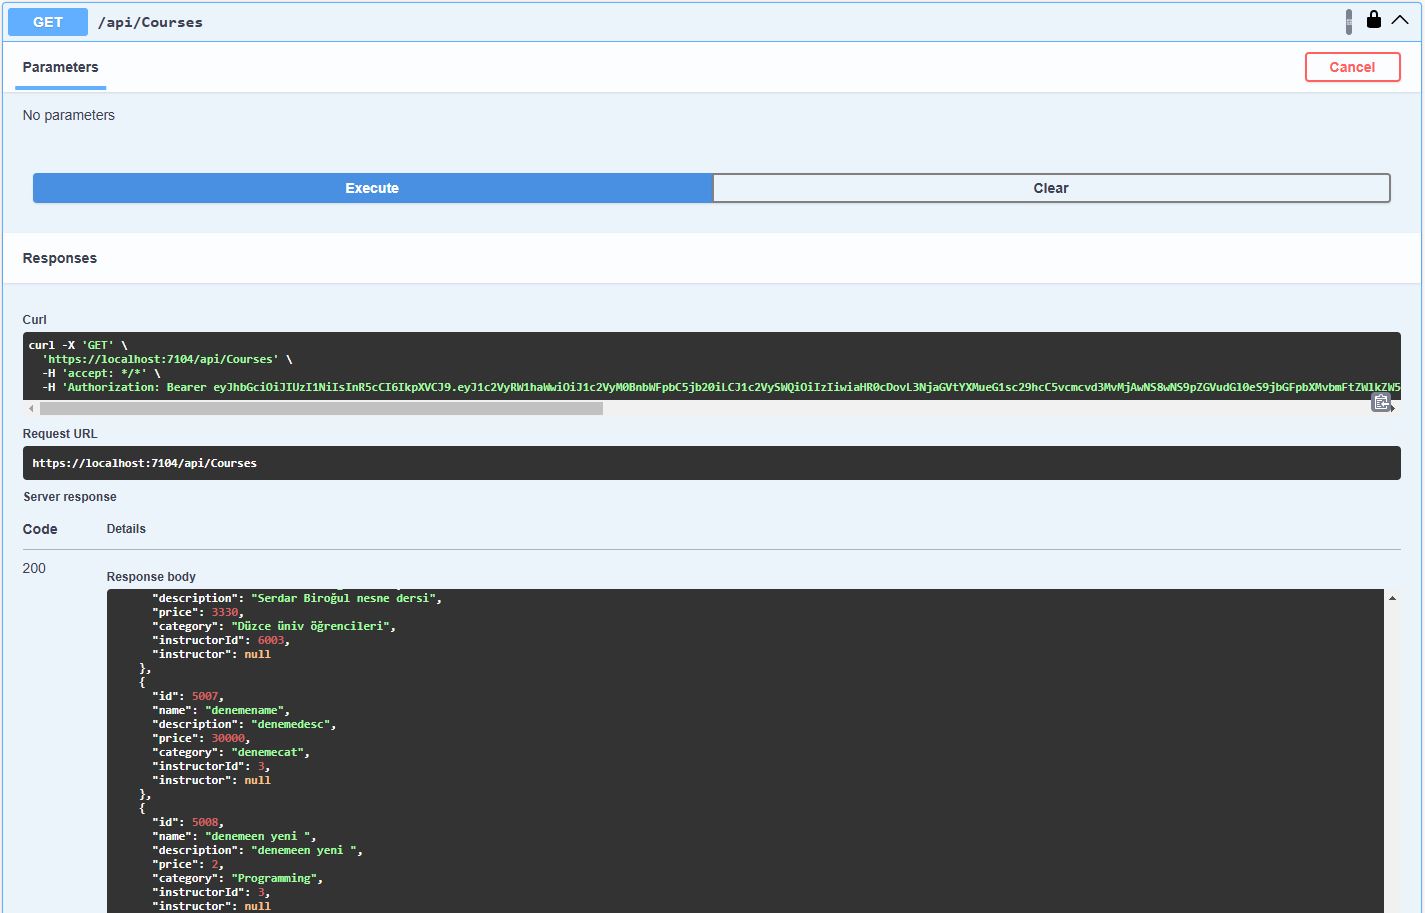 GET /api/Courses
Parameters
Cancel
No parameters
Execute
Clear
Responses
Curl
curl -X 'GET' \
'https://localhost:7104/api/Courses' \
-H 'accept: */*' \
-H 'Authorization: Bearer
Request URL
https://localhost:7104/api/Courses
Server response
Code Details
200
Response body
"description": "Serdar Biroğul nesne dersi",
"price": 3330,
"category": "Düzce üniv öğrencileri",
"instructorId": 6003,
"instructor": null
},
{
"id": 5007,
"name": "denemename",
"description": "denemedesc",
"price": 30000,
"category": "denemecat",
"instructorId": 3,
"instructor": null
},
{
"id": 5008,
"name": "denemeen yeni ",
"description": "denemeen yeni ",
"price": 2,
"category": "Programming",
"instructorId": 3,
"instructor": null